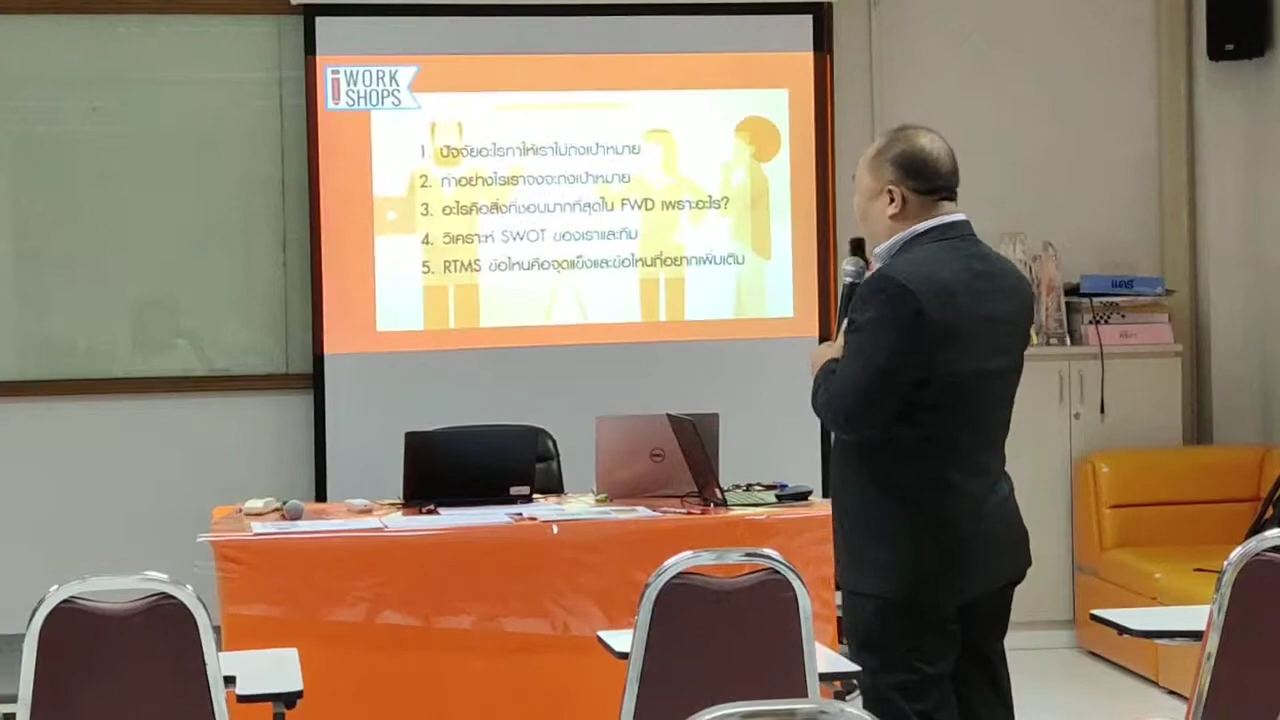 WORK
SHOPS
1. ปัจจัยอะไรทำให้เราไม่ถึงเป้าหมาย
2. ทำอย่างไรเราจึงจะถึงเป้าหมาย
3. อะไรคือสิ่งที่ชอบมากที่สุดใน FWD เพราะอะไร?
4. วิเคราะห์ SWOT ของเราและทีม
5. RTMS ข้อไหนคือจุดแข็งและข้อไหนที่อยากเพิ่มเติม
DELL